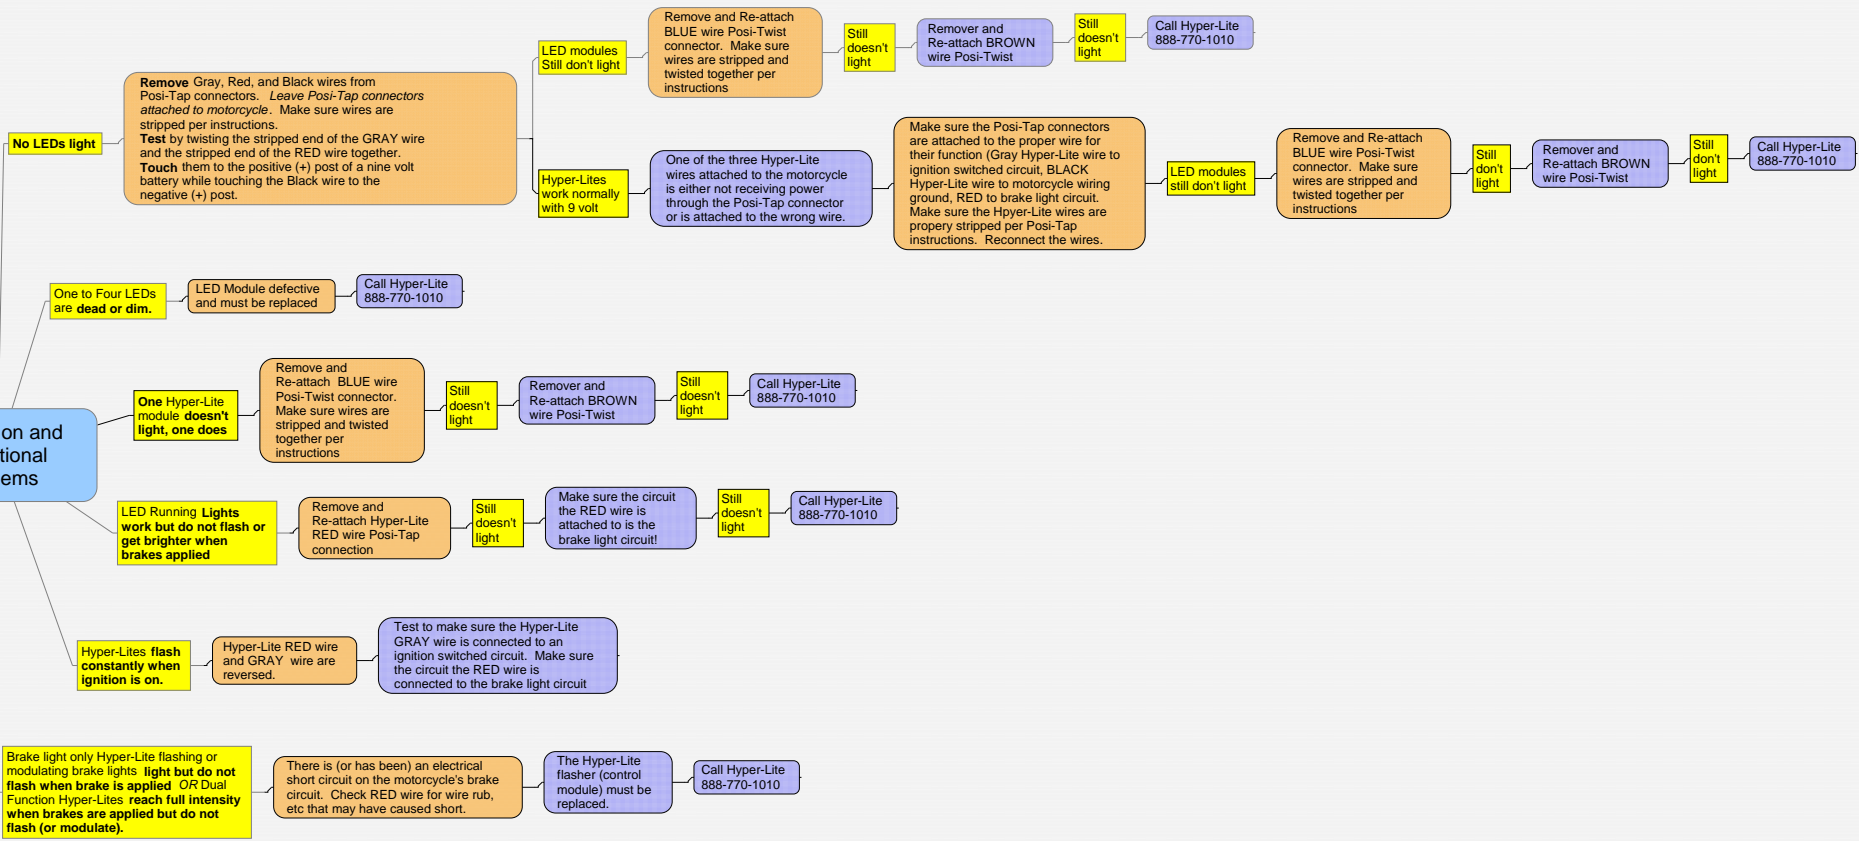 No LEDs light
Remove Gray, Red, and Black wires from
Posi-Tap connectors. Leave Posi-Tap connectors
attached to motorcycle. Make sure wires are
stripped per instructions.
Test by twisting the stripped end of the GRAY wire
and the stripped end of the RED wire together.
Touch them to the positive (+) post of a nine volt
battery while touching the Black wire to the
negative (+) post.
LED modules
Still don't light
Remove and Re-attach
BLUE wire Posi-Twist
connector. Make sure
wires are stripped and
twisted together per
instructions
Still
doesn't
light
Remover and
Re-attach BROWN
wire Posi-Twist
Still
doesn't
light
Call Hyper-Lite
888-770-1010
Hyper-Lites
work normally
with 9 volt
One of the three Hyper-Lite
wires attached to the motorcycle
is either not receiving power
through the Posi-Tap connector
or is attached to the wrong wire.
Make sure the Posi-Tap connectors
are attached to the proper wire for
their function (Gray Hyper-Lite wire to
ignition switched circuit, BLACK
Hyper-Lite wire to motorcycle wiring
ground, RED to brake light circuit.
Make sure the Hpyer-Lite wires are
propery stripped per Posi-Tap
instructions. Reconnect the wires.
LED modules
still don't light
Remove and Re-attach
BLUE wire Posi-Twist
connector. Make sure
wires are stripped and
twisted together per
instructions
Still
don't
light
Remover and
Re-attach BROWN
wire Posi-Twist
Still
don't
light
Call Hyper-Lite
888-770-1010
One to Four LEDs
are dead or dim.
LED Module defective
and must be replaced
Call Hyper-Lite
888-770-1010
on and
tional
ems
One Hyper-Lite
module doesn't
light, one does
Remove and
Re-attach BLUE wire
Posi-Twist connector.
Make sure wires are
stripped and twisted
together per
instructions
Still
doesn't
light
Remover and
Re-attach BROWN
wire Posi-Twist
Still
doesn't
light
Call Hyper-Lite
888-770-1010
LED Running Lights
work but do not flash or
get brighter when
brakes applied
Remove and
Re-attach Hyper-Lite
RED wire Posi-Tap
connection
Still
doesn't
light
Make sure the circuit
the RED wire is
attached to is the
brake light circuit!
Still
doesn't
light
Call Hyper-Lite
888-770-1010
Hyper-Lites flash
constantly when
ignition is on.
Hyper-Lite RED wire
and GRAY wire are
reversed.
Test to make sure the Hyper-Lite
GRAY wire is connected to an
ignition switched circuit. Make sure
the circuit the RED wire is
connected to the brake light circuit
Brake light only Hyper-Lite flashing or
modulating brake lights light but do not
flash when brake is applied OR Dual
Function Hyper-Lites reach full intensity
when brakes are applied but do not
flash (or modulate).
There is (or has been) an electrical
short circuit on the motorcycle's brake
circuit. Check RED wire for wire rub,
etc that may have caused short.
The Hyper-Lite
flasher (control
module) must be
replaced.
Call Hyper-Lite
888-770-1010